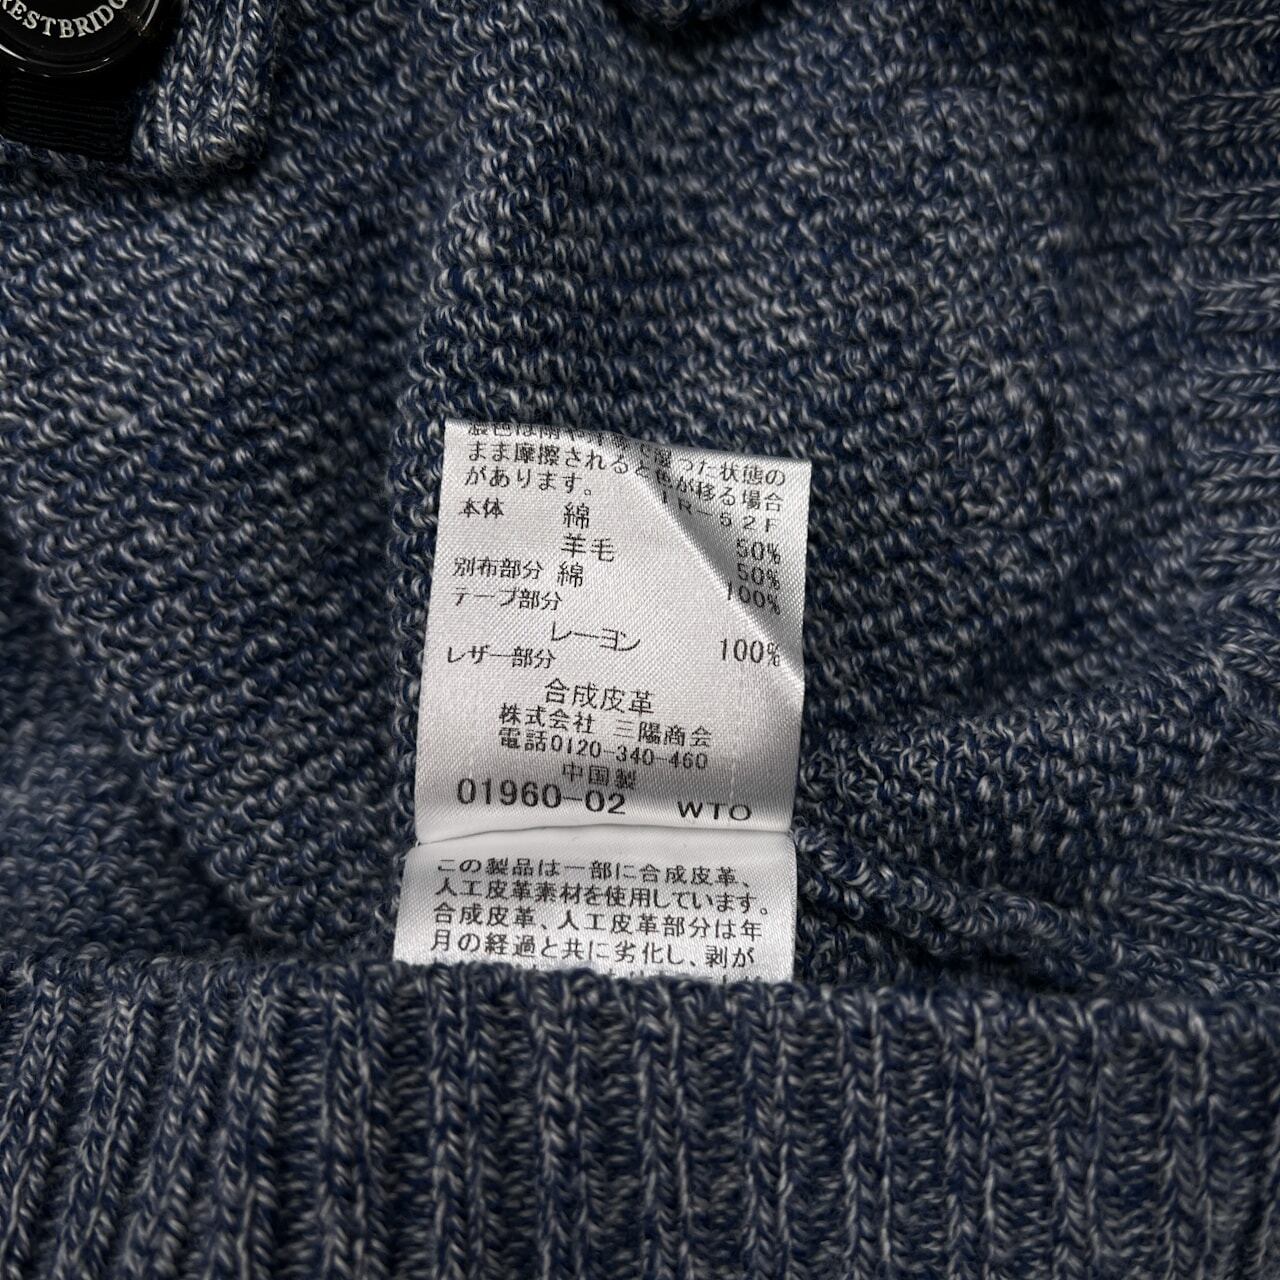 RESTBRIDG
濃色は雨や汗等で湿った状態の
まま摩擦されると色が移る場合
があります。
R-52F
本体 綿 50%
羊毛 50%
別布部分 綿 100%
テープ部分
レーヨン 100%
レザー部分
合成皮革
株式会社 三陽商会
電話0120-340-460
中国製
01960-02 WTO
この製品は一部に合成皮革、
人工皮革素材を使用しています。
合成皮革、人工皮革部分は年
月の経過と共に劣化し、剥が